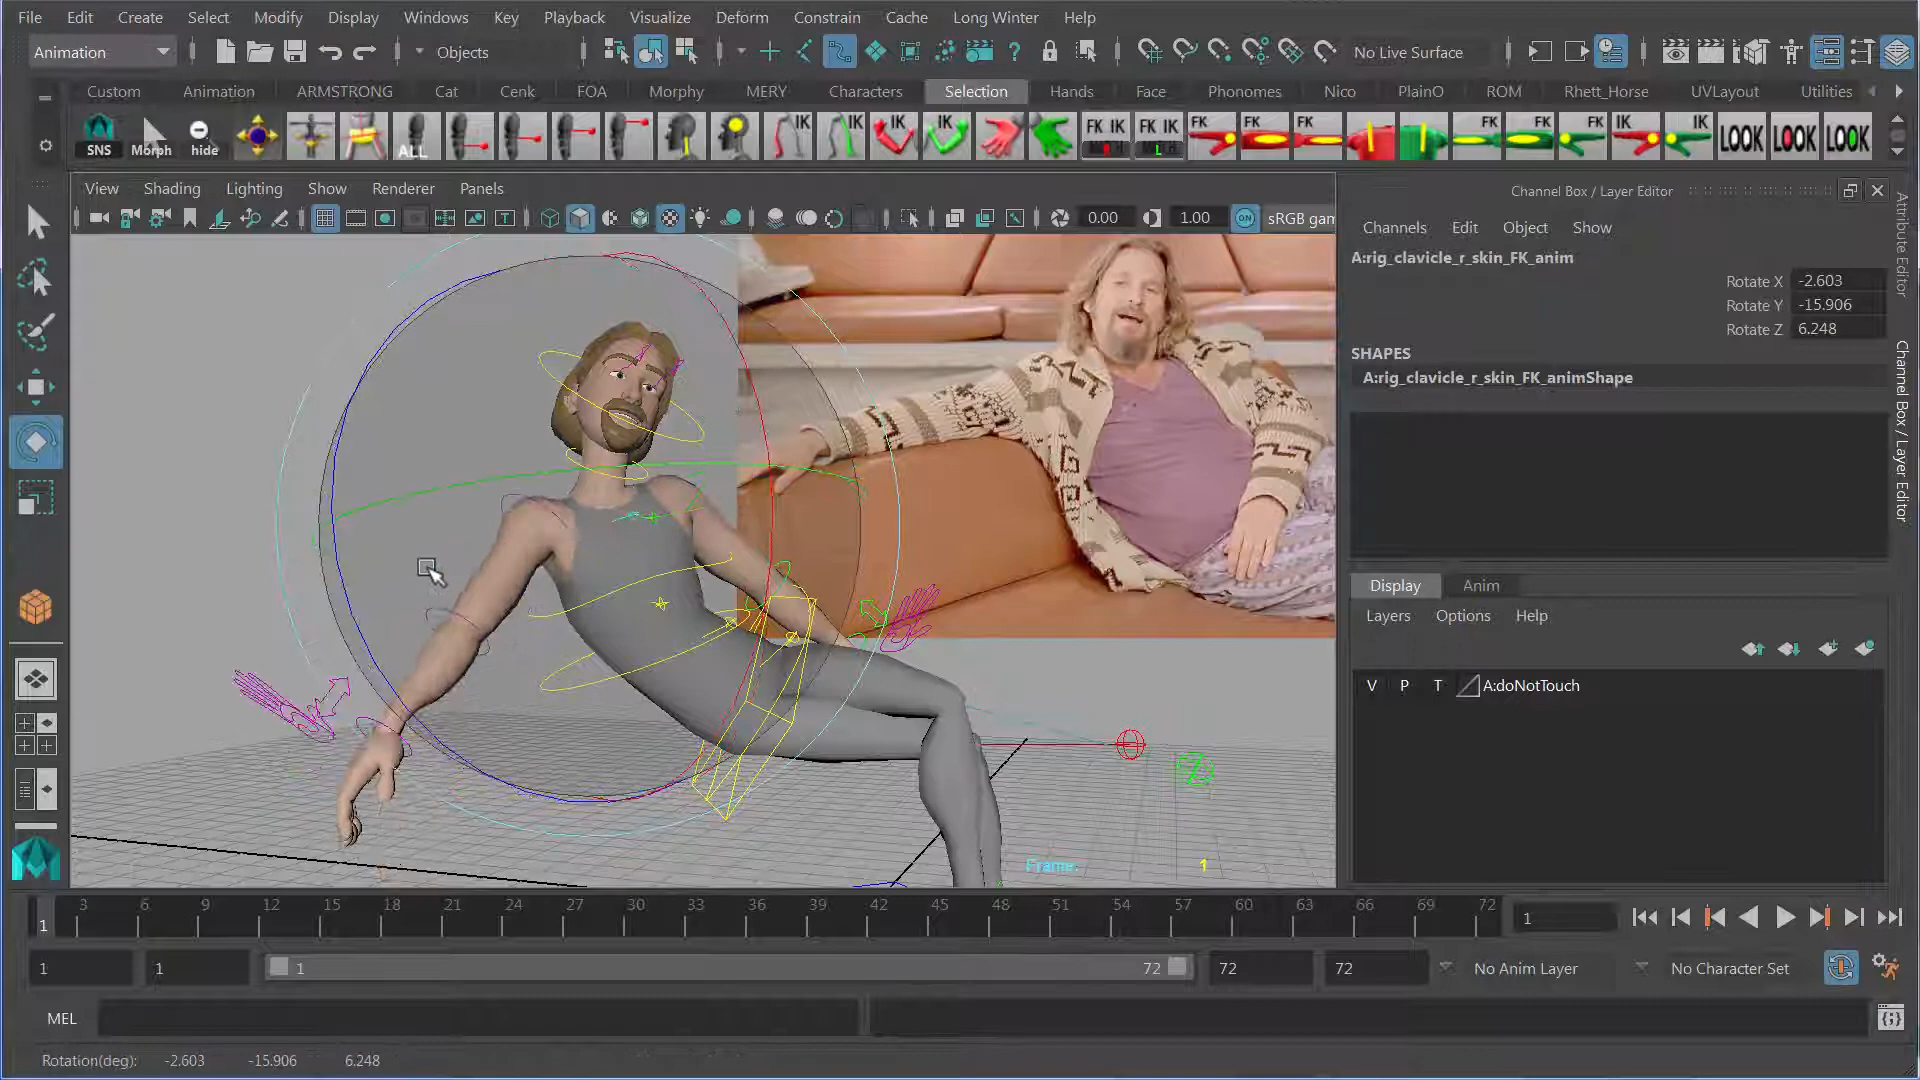 File Edit Create Select Modify Display Windows Key Playback Visualize Deform Constrain Cache Long Winter Help
Animation Objects No Live Surface
Custom Animation ARMSTRONG Cat Cenk FOA Morphy MERY Characters Selection Hands Face Phonomes Nico PlainO ROM Rhett_Horse UVLayout Utilities
SNS Morph hide ALL IK IK IK IK FK IK FK IK L FK FK FK FK FK FK IK IK LOOK LOOK LOOK
View Shading Lighting Show Renderer Panels
0.00 1.00 ON sRGB gam
Channel Box / Layer Editor
Channels Edit Object Show
A:rig_clavicle_r_skin_FK_anim
Rotate X -2.603
Rotate Y -15.906
Rotate Z 6.248
SHAPES
A:rig_clavicle_r_skin_FK_animShape
Attribute Editor
Channel Box / Layer Editor
Display Anim
Layers Options Help
V P T A:doNotTouch
Frame: 1
1 3 6 9 12 15 18 21 24 27 30 33 36 39 42 45 48 51 54 57 60 63 66 69 72 1
1 1 1 72 72 72 No Anim Layer No Character Set
MEL
Rotation(deg): -2.603 -15.906 6.248